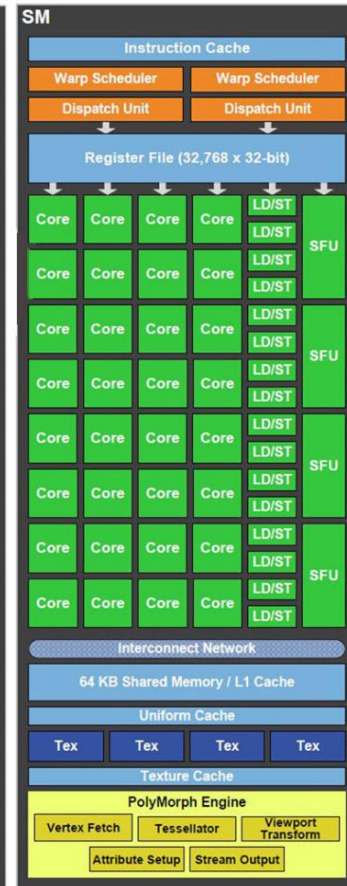 SM
Instruction Cache
Warp Scheduler Warp Scheduler
Dispatch Unit Dispatch Unit
Register File (32,768 x 32-bit)
Core Core Core Core LD/ST SFU
LD/ST
Core Core Core Core LD/ST
LD/ST
Core Core Core Core LD/ST SFU
LD/ST
Core Core Core Core LD/ST
LD/ST
Core Core Core Core LD/ST SFU
LD/ST
Core Core Core Core LD/ST
LD/ST
Core Core Core Core LD/ST SFU
LD/ST
Core Core Core Core LD/ST
LD/ST
Interconnect Network
64 KB Shared Memory / L1 Cache
Uniform Cache
Tex Tex Tex Tex
Texture Cache
PolyMorph Engine
Vertex Fetch Tessellator Viewport
Transform
Attribute Setup Stream Output